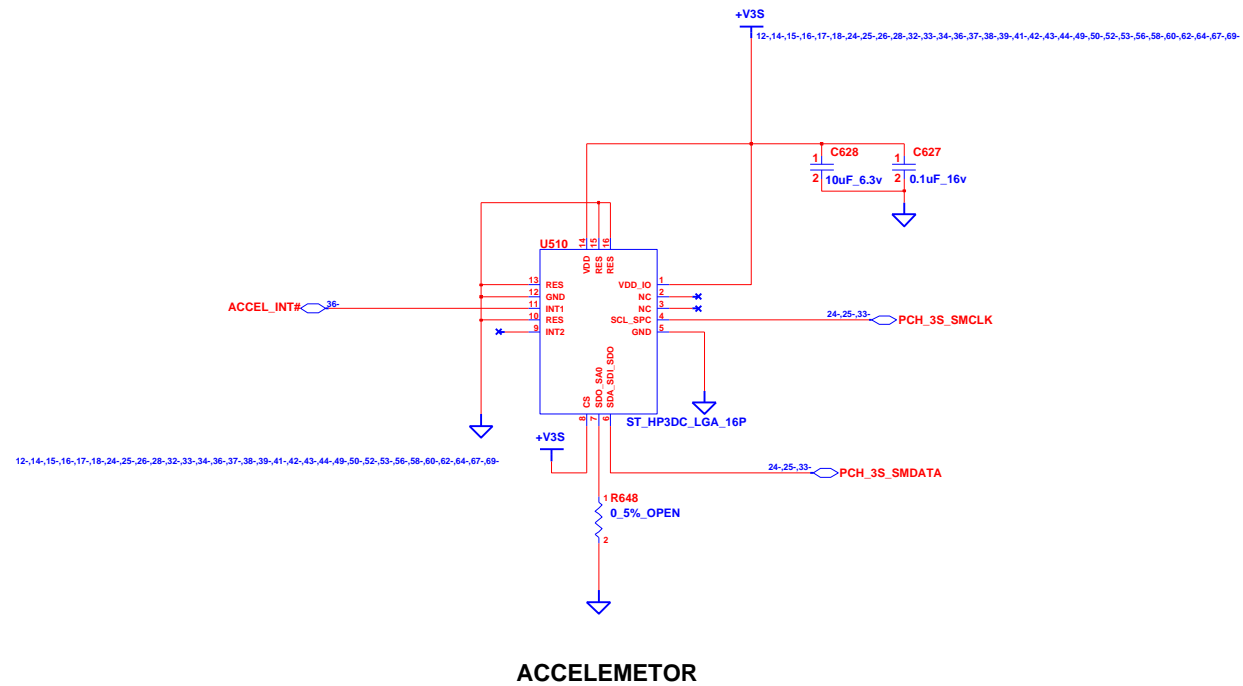 +V3S
12-,14-,15-,16-,17-,18-,24-,25-,26-,28-,32-,33-,34-,36-,37-,38-,39-,41-,42-,43-,44-,49-,50-,52-,53-,56-,58-,60-,62-,64-,67-,69-
1 C628
2 10uF_6.3v
1 C627
2 0.1uF_16v
U510
14 15 16
VDD RES RES
13 RES
12 GND
11 INT1
10 RES
9 INT2
VDD_IO 1
NC 2
NC 3
SCL_SPC 4
GND 5
ACCEL_INT# 36-
24-,25-,33- PCH_3S_SMCLK
CS SDO_SA0 SDA_SDI_SDO
8 7 6
ST_HP3DC_LGA_16P
+V3S
12-,14-,15-,16-,17-,18-,24-,25-,26-,28-,32-,33-,34-,36-,37-,38-,39-,41-,42-,43-,44-,49-,50-,52-,53-,56-,58-,60-,62-,64-,67-,69-
24-,25-,33- PCH_3S_SMDATA
1 R648
0_5%_OPEN
2
ACCELEMETOR